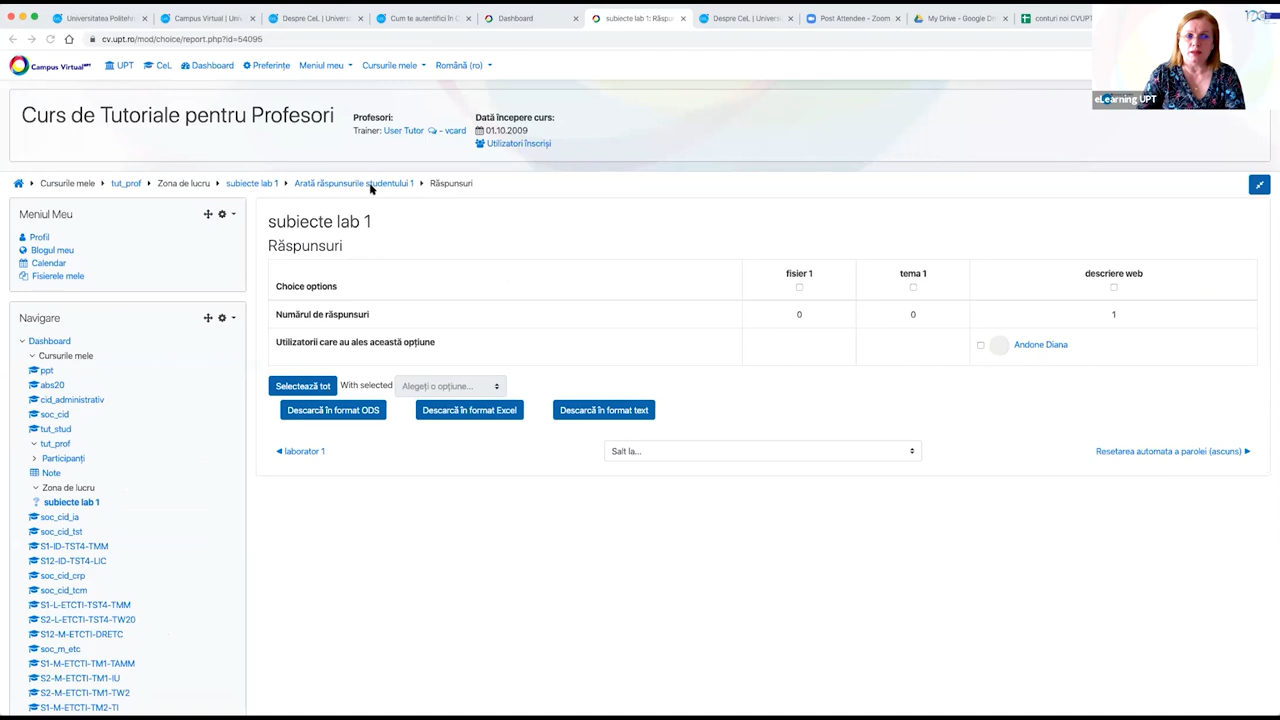 Universitatea Politehn
Campus Virtual | Uni
Despre CeL | Universi
Cum te autentifici în C
Dashboard
subiecte lab 1: Răspun
Despre CeL | Universi
Post Attendee - Zoom
My Drive - Google Dr
conturi noi CVUPT
cv.upt.ro/mod/choice/report.php?id=54095
Campus Virtual UPT
UPT
CeL
Dashboard
Preferințe
Meniul meu
Cursurile mele
Română (ro)
eLearning UPT
Curs de Tutoriale pentru Profesori
Profesori:
Trainer: User Tutor - vcard
Dată începere curs:
01.10.2009
Utilizatori înscriși
Cursurile mele
tut_prof
Zona de lucru
subiecte lab 1
Arată răspunsurile studentului 1
Răspunsuri
Meniul Meu
Profil
Blogul meu
Calendar
Fisierele mele
Navigare
Dashboard
Cursurile mele
ppt
abs20
cid_administrativ
soc_cid
tut_stud
tut_prof
Participanți
Note
Zona de lucru
subiecte lab 1
soc_cid_ia
soc_cid_tst
S1-ID-TST4-TMM
S12-ID-TST4-LIC
soc_cid_crp
soc_cid_tcm
S1-L-ETCTI-TST4-TMM
S2-L-ETCTI-TST4-TW20
S12-M-ETCTI-DRETC
soc_m_etc
S1-M-ETCTI-TM1-TAMM
S2-M-ETCTI-TM1-IU
S2-M-ETCTI-TM1-TW2
S1-M-ETCTI-TM2-TI
subiecte lab 1
Răspunsuri
Choice options
fisier 1
tema 1
descriere web
Numărul de răspunsuri
0
0
1
Utilizatorii care au ales această opțiune
Andone Diana
Selectează tot
With selected
Alegeți o opțiune...
Descarcă în format ODS
Descarcă în format Excel
Descarcă în format text
◄ laborator 1
Salt la...
Resetarea automata a parolei (ascuns) ►